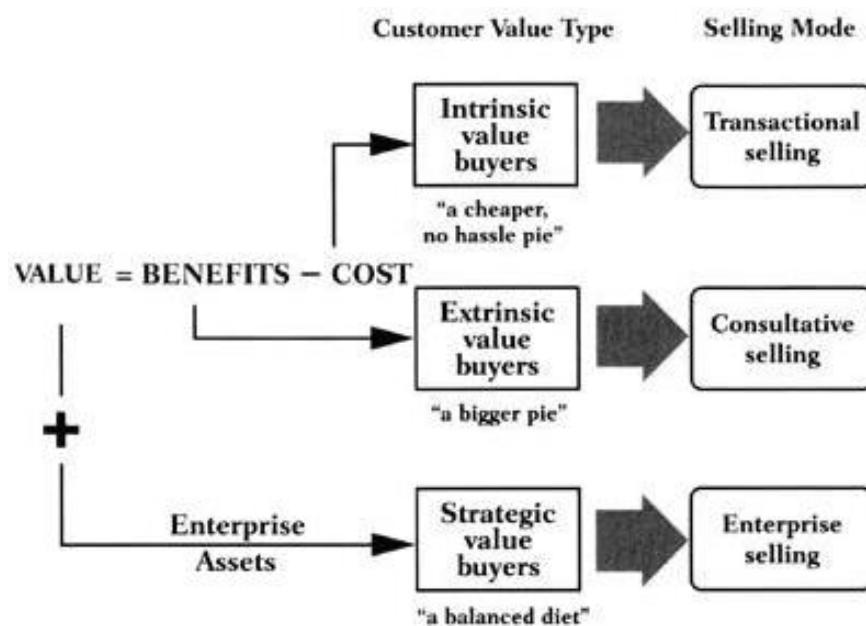 Customer Value Type
Selling Mode
Intrinsic
value
buyers
Transactional
selling
"a cheaper,
no hassle pie"
VALUE = BENEFITS – COST
Extrinsic
value
buyers
Consultative
selling
"a bigger pie"
+
Enterprise
Assets
Strategic
value
buyers
Enterprise
selling
"a balanced diet"